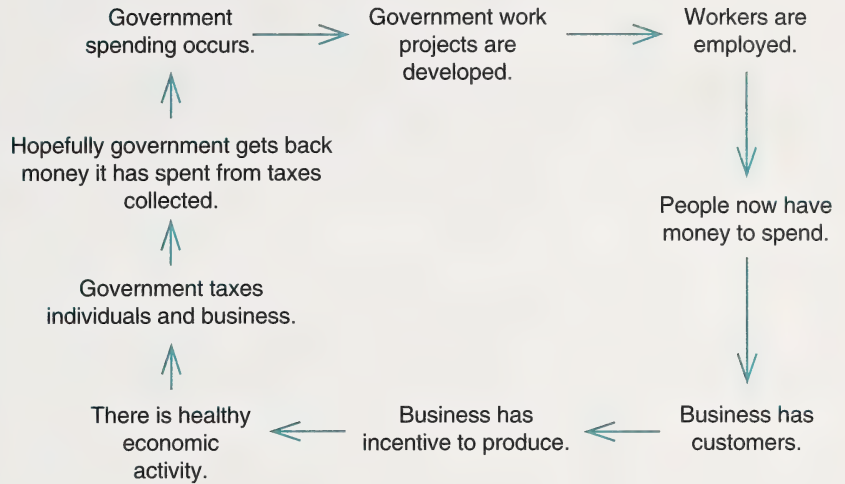 Government
spending occurs.
Government work
projects are
developed.
Workers are
employed.
People now have
money to spend.
Business has
customers.
Business has
incentive to produce.
There is healthy
economic
activity.
Government taxes
individuals and business.
Hopefully government gets back
money it has spent from taxes
collected.